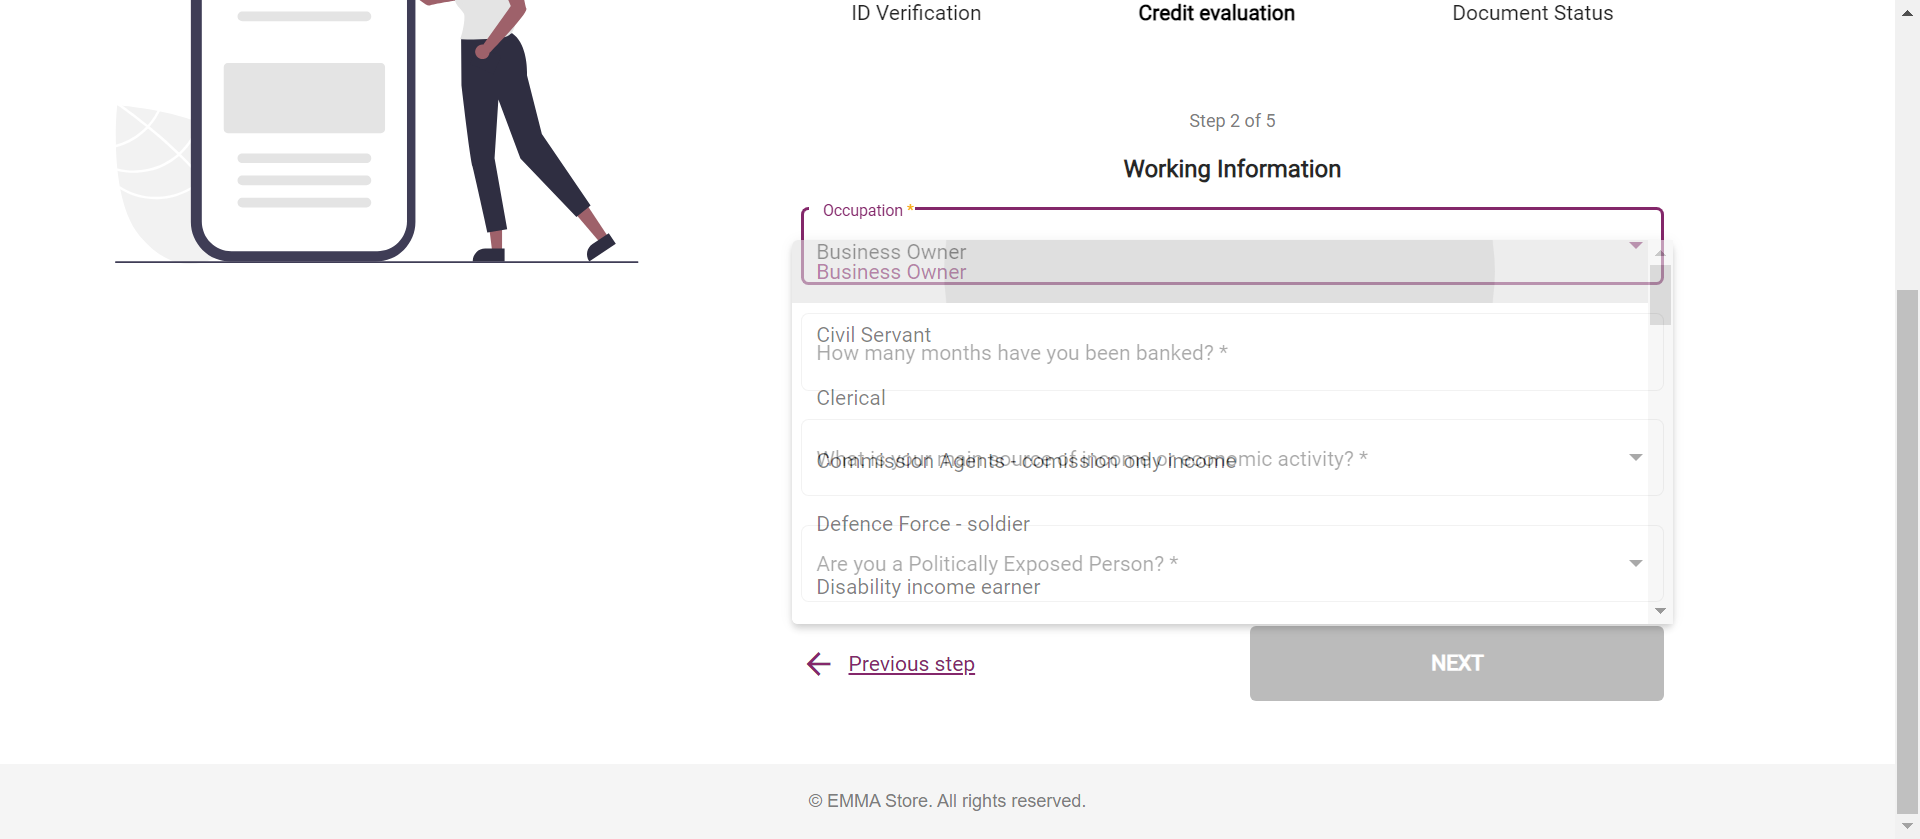 ID Verification
Credit evaluation
Document Status
Step 2 of 5
Working Information
Occupation *
Business Owner
Business Owner
Civil Servant
How many months have you been banked? *
Clerical
What is your main source of income or economic activity? *
Commission Agents - comission only income
Defence Force - soldier
Are you a Politically Exposed Person? *
Disability income earner
Previous step
NEXT
© EMMA Store. All rights reserved.